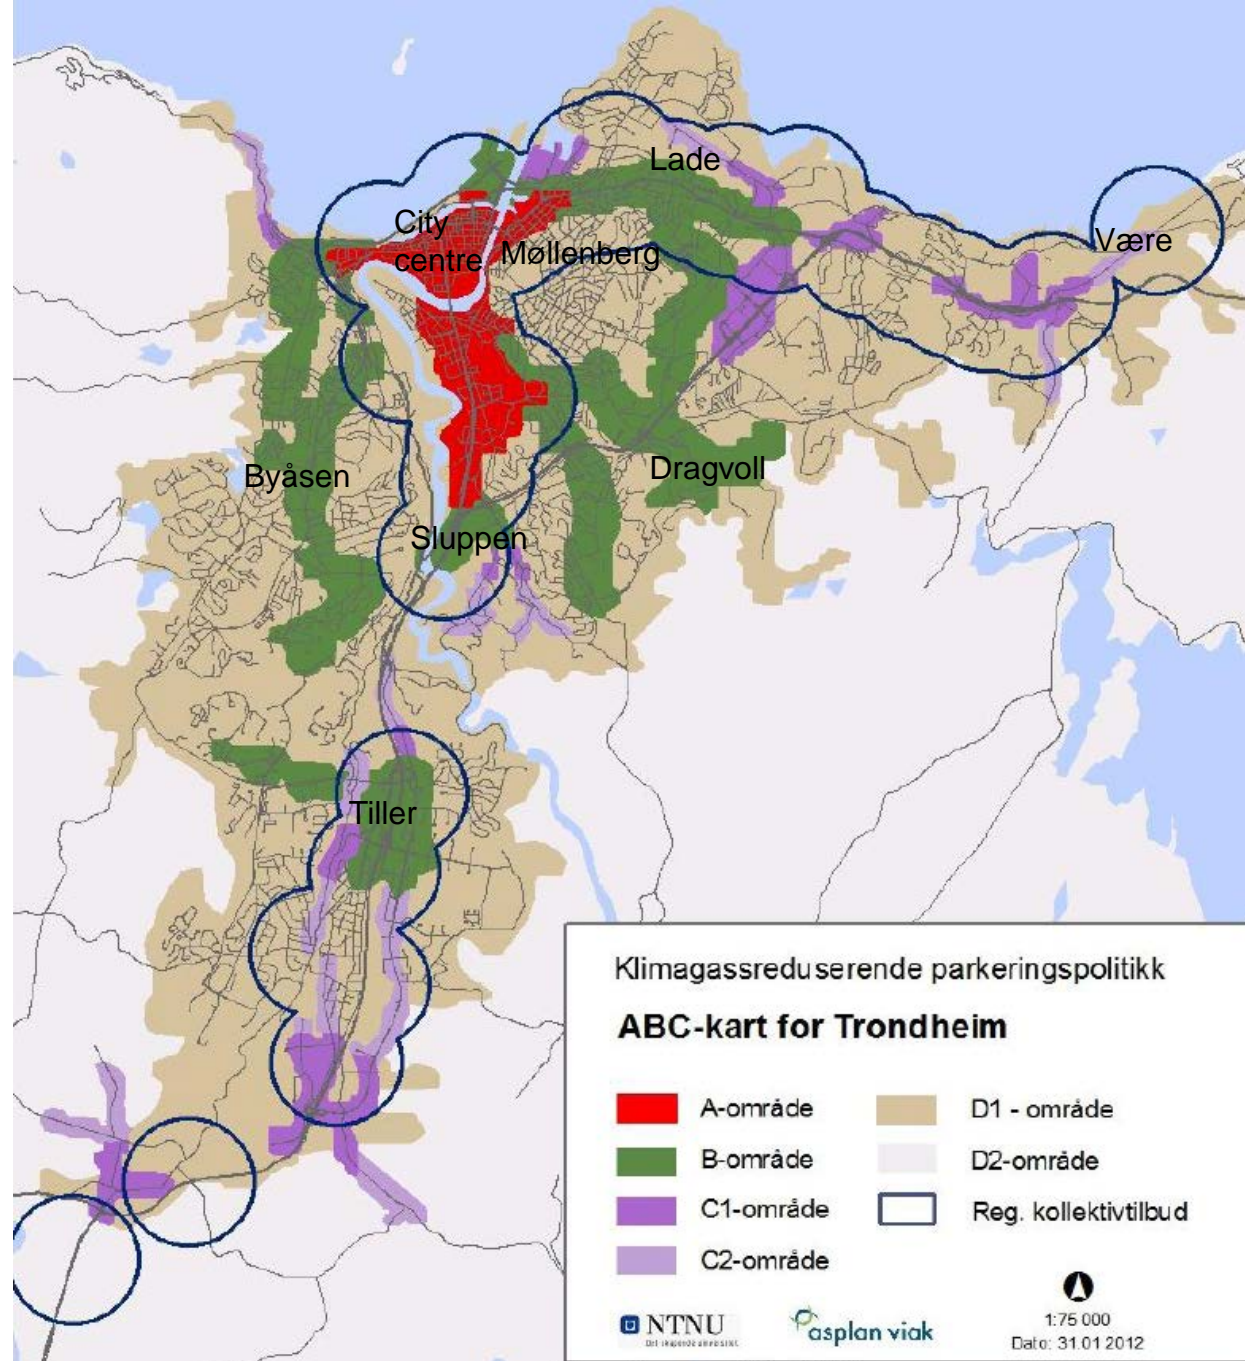 Lade
City
centre
Møllenberg
Være
Byåsen
Dragvoll
Sluppen
Tiller
Klimagassreduserende parkeringspolitikk
ABC-kart for Trondheim
A-område
B-område
C1-område
C2-område
D1 - område
D2-område
Reg. kollektivtilbud
NTNU
asplan viak
1:75 000
Dato: 31.01 2012